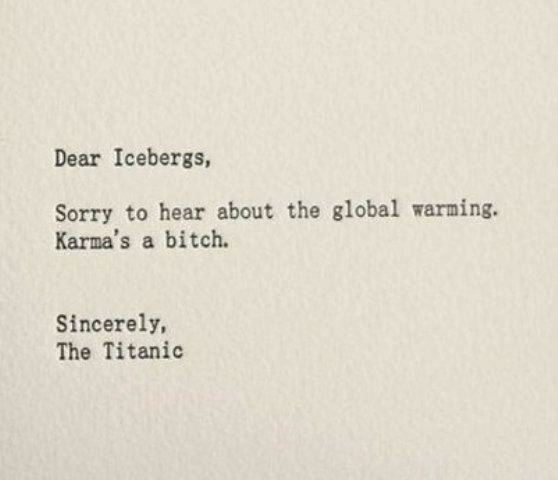 Dear Icebergs,
Sorry to hear about the global warming.
Karma's a bitch.
Sincerely,
The Titanic